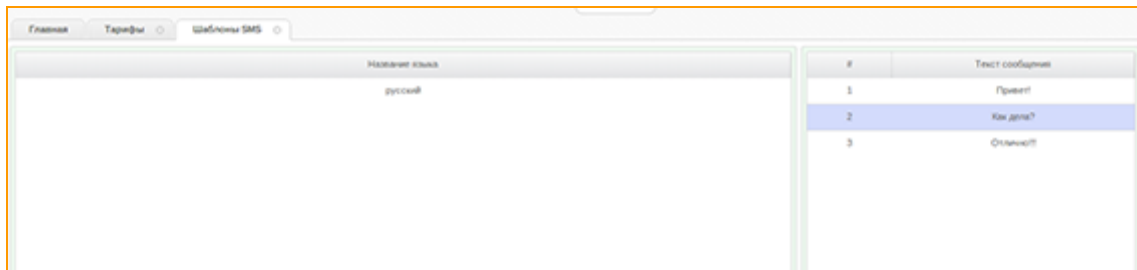 Главная Тарифы Шаблоны SMS
Название языка
русский
# Текст сообщения
1 Привет!
2 Как дела?
3 Отлично!!!